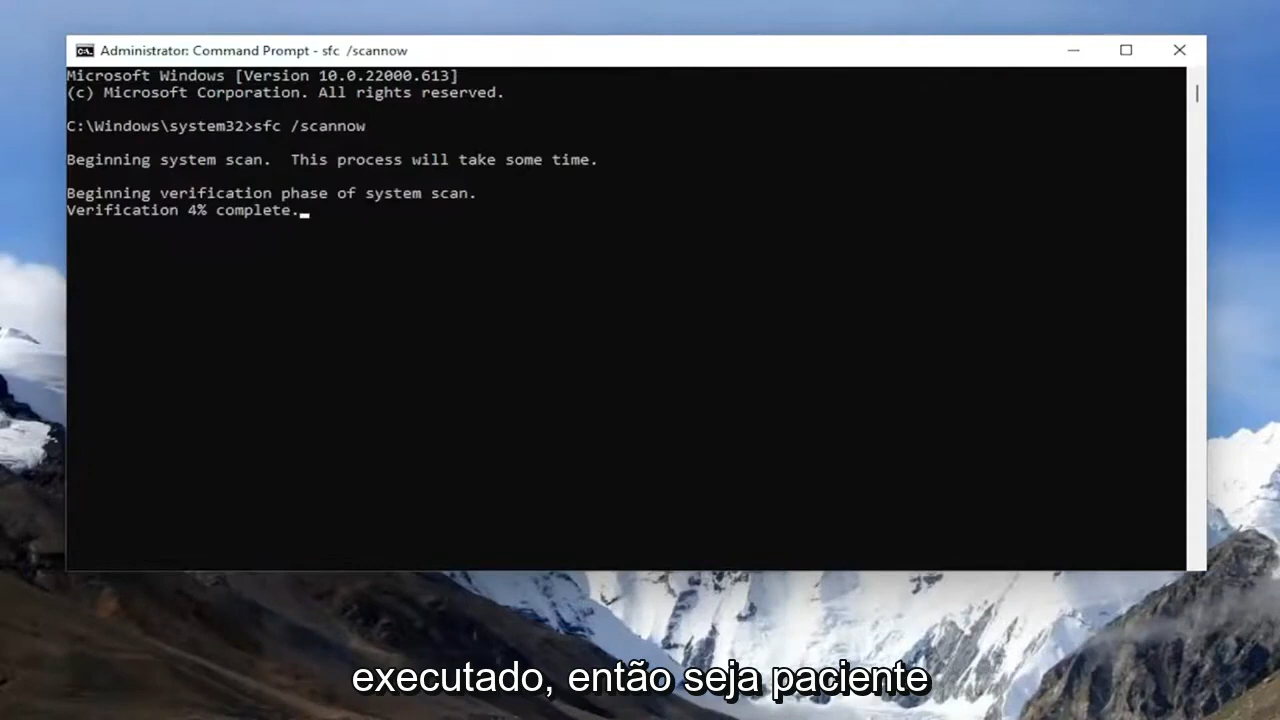 Administrator: Command Prompt - sfc /scannow
Microsoft Windows [Version 10.0.22000.613]
(c) Microsoft Corporation. All rights reserved.
C:\Windows\system32>sfc /scannow
Beginning system scan.  This process will take some time.
Beginning verification phase of system scan.
Verification 4% complete.
executado, então seja paciente